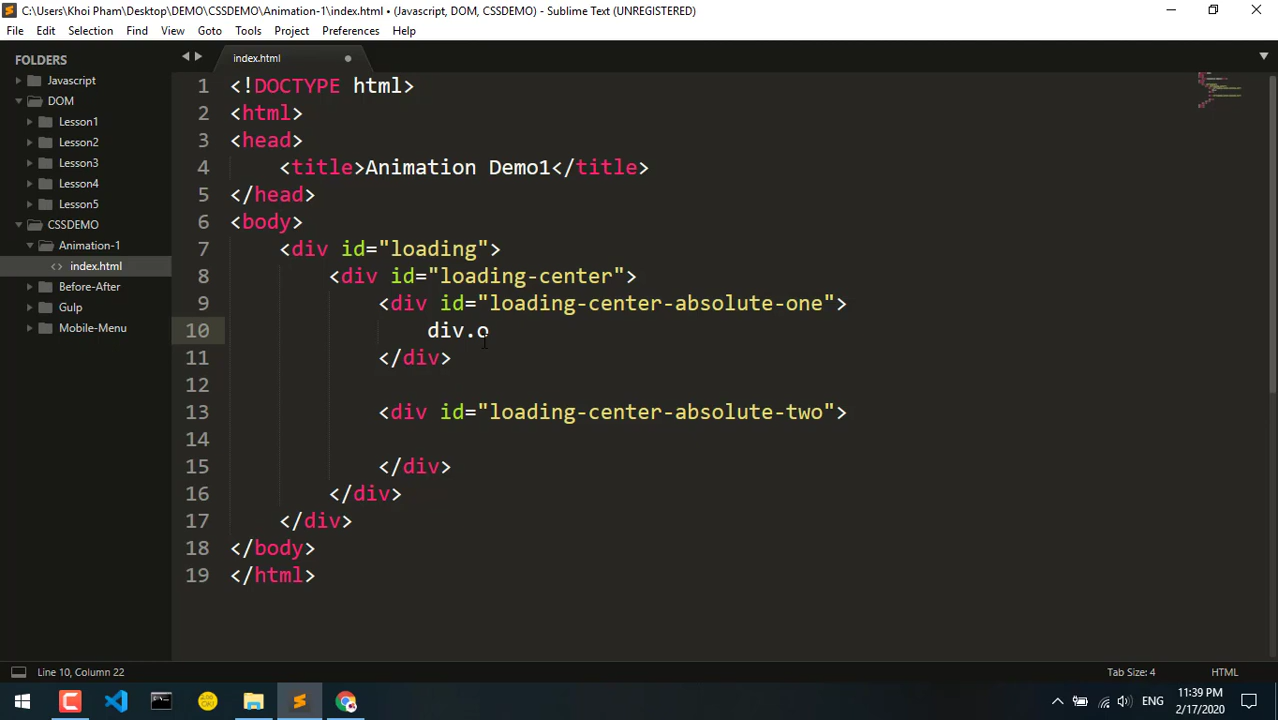 C:\Users\Khoi Pham\Desktop\DEMO\CSSDEMO\Animation-1\index.html • (Javascript, DOM, CSSDEMO) - Sublime Text (UNREGISTERED)
File Edit Selection Find View Goto Tools Project Preferences Help
FOLDERS
Javascript
DOM
Lesson1
Lesson2
Lesson3
Lesson4
Lesson5
CSSDEMO
Animation-1
<> index.html
Before-After
Gulp
Mobile-Menu
index.html
1 <!DOCTYPE html>
2 <html>
3 <head>
4 <title>Animation Demo1</title>
5 </head>
6 <body>
7 <div id="loading">
8 <div id="loading-center">
9 <div id="loading-center-absolute-one">
10 div.o
11 </div>
12
13 <div id="loading-center-absolute-two">
14
15 </div>
16 </div>
17 </div>
18 </body>
19 </html>
Line 10, Column 22
Tab Size: 4
HTML
ENG
11:39 PM
2/17/2020